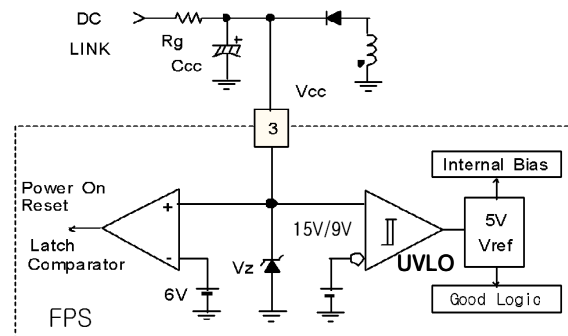 DC
LINK
Rg
Ccc
+
Vcc
3
Power On
Reset
Latch
Comparator
+
-
6V
Vz
15V/9V
UVLO
Internal Bias
5V
Vref
Good Logic
FPS